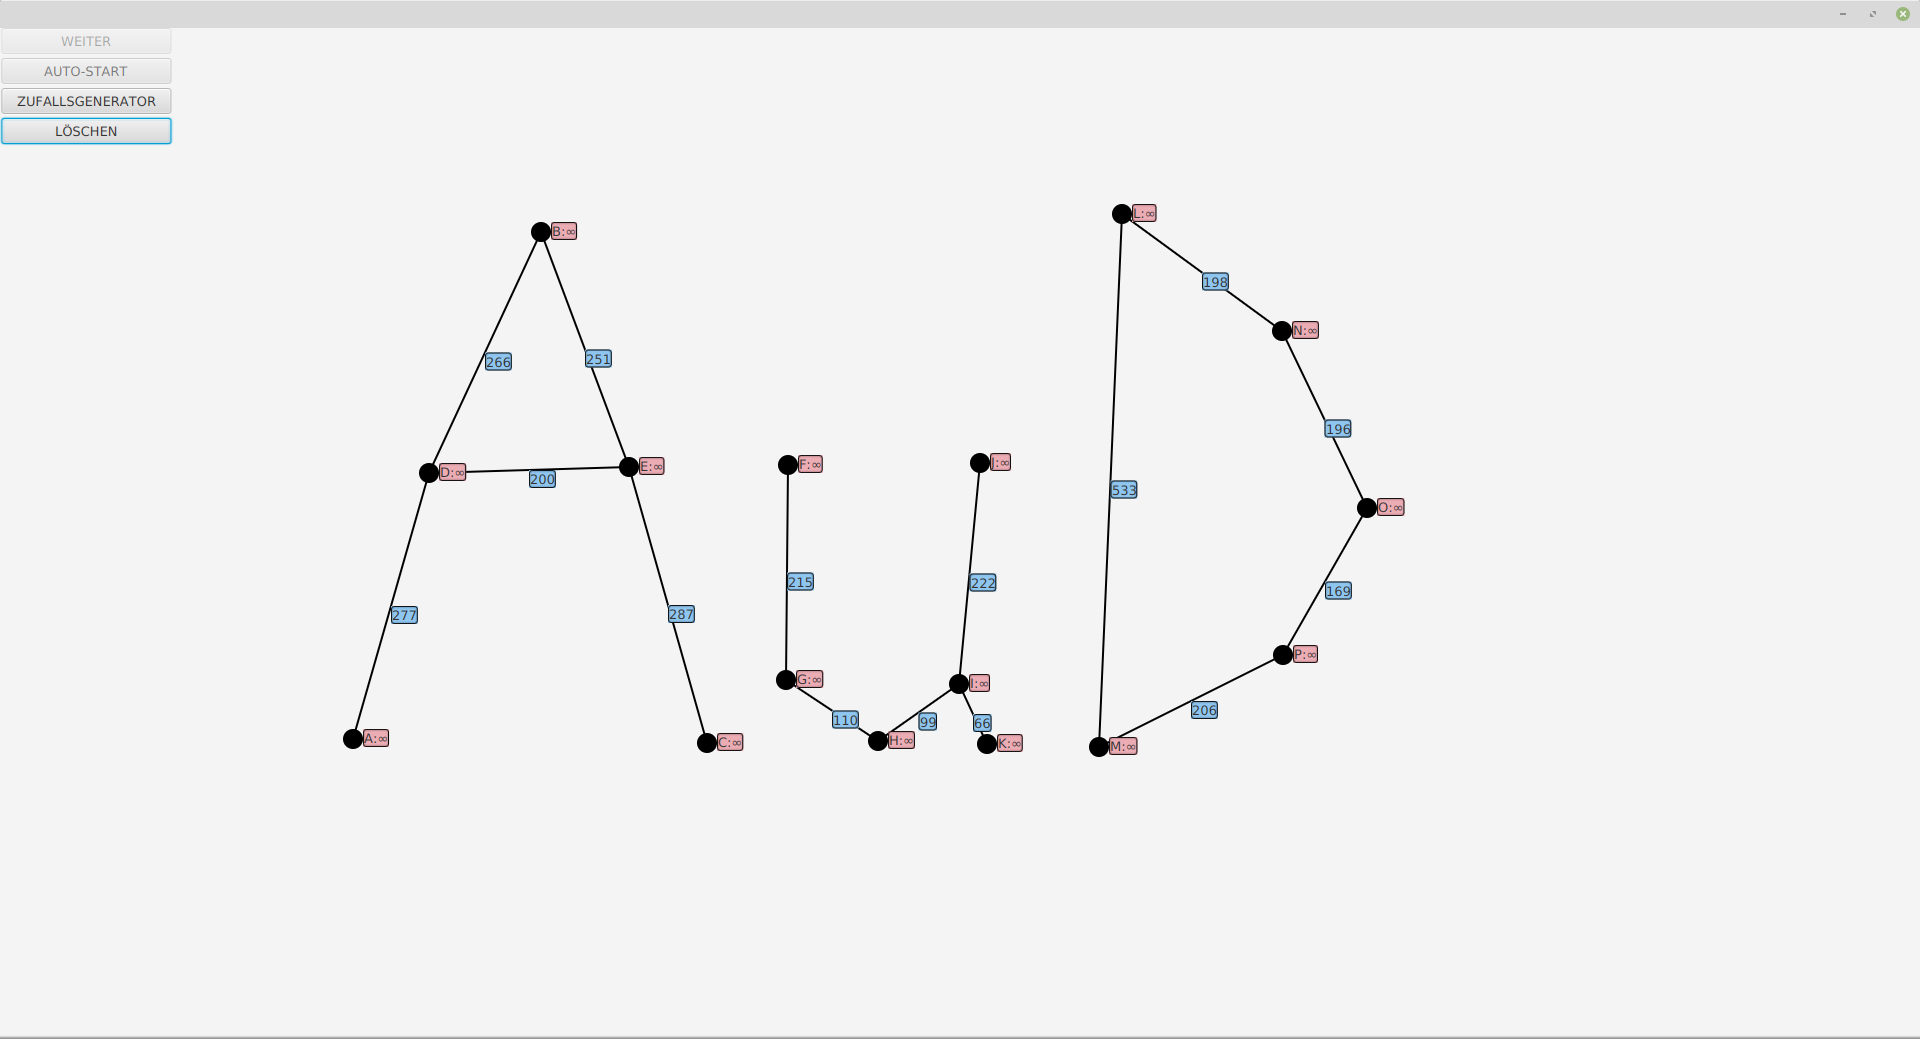 WEITER
AUTO-START
ZUFALLSGENERATOR
LÖSCHEN
L:∞
B:∞
198
N:∞
251
266
196
J:∞
F:∞
E:∞
D:∞
200
533
O:∞
215
222
169
287
277
P:∞
G:∞
I:∞
206
110
99
66
A:∞
H:∞
C:∞
K:∞
M:∞